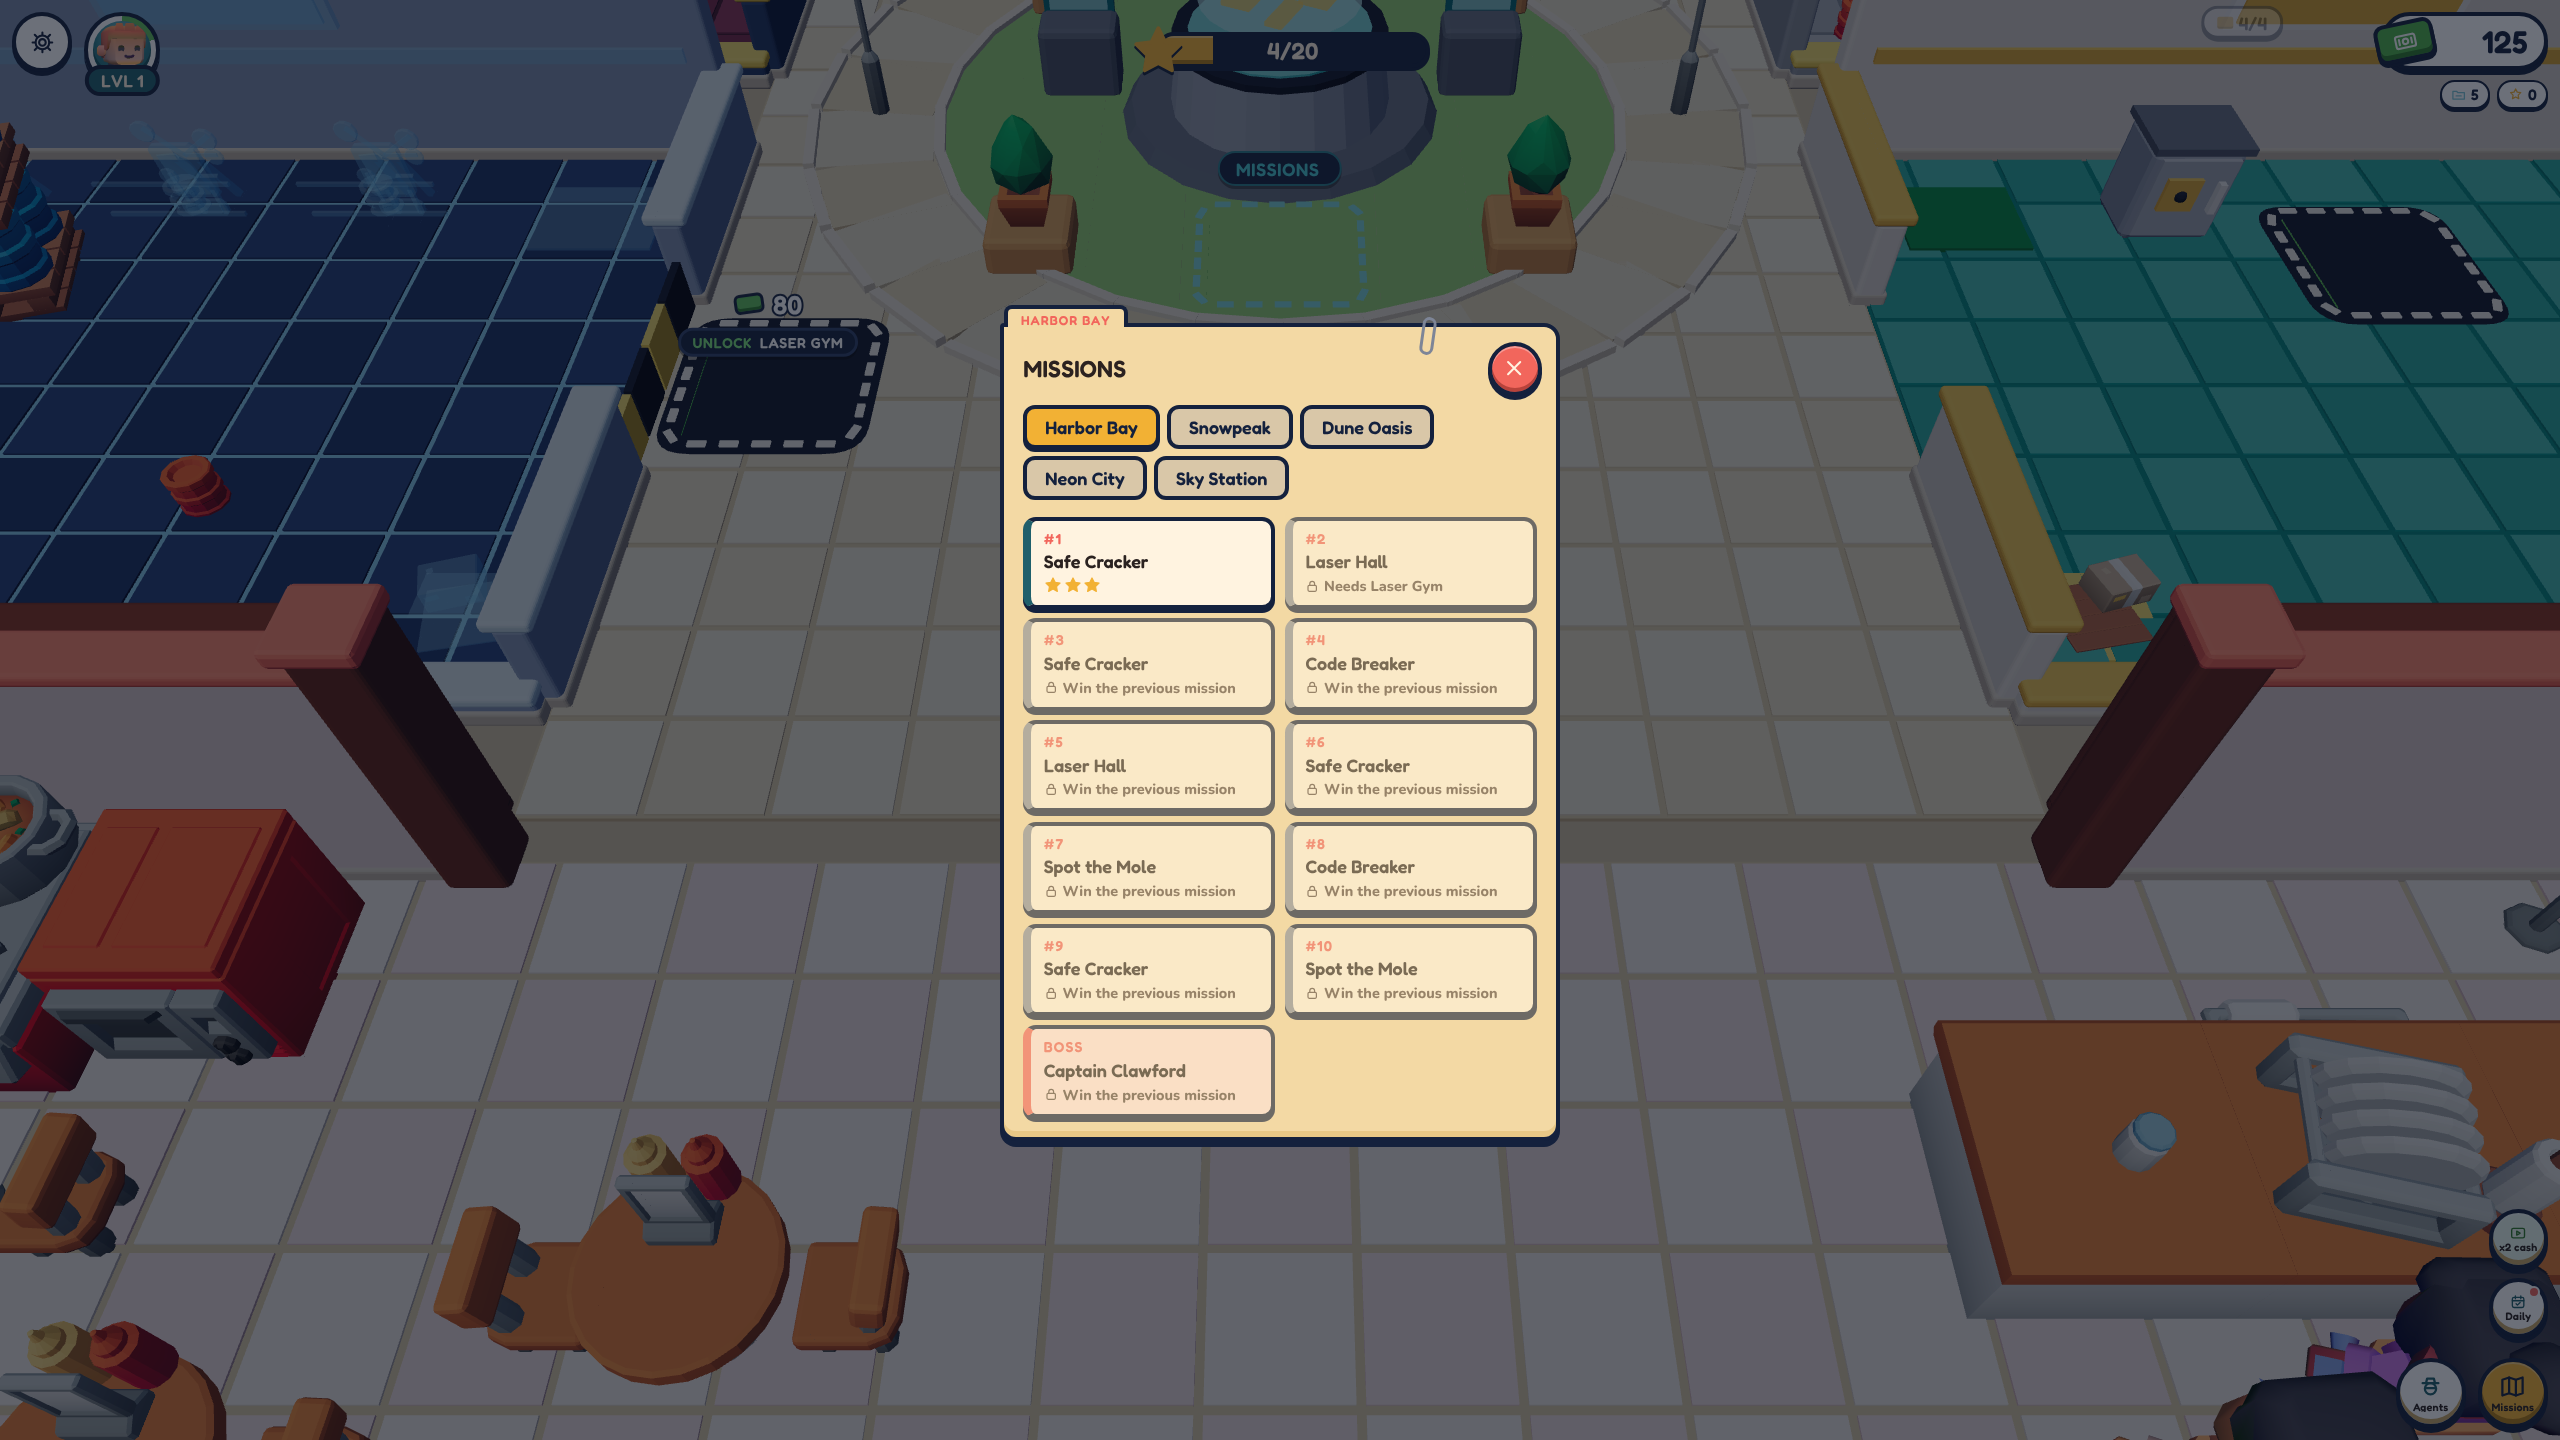 4/20
4/4
125
LVL 1
5
0
MISSIONS
80
UNLOCK LASER GYM
HARBOR BAY
MISSIONS
Harbor Bay
Snowpeak
Dune Oasis
Neon City
Sky Station
#1
Safe Cracker
#2
Laser Hall
Needs Laser Gym
#3
Safe Cracker
Win the previous mission
#4
Code Breaker
Win the previous mission
#5
Laser Hall
Win the previous mission
#6
Safe Cracker
Win the previous mission
#7
Spot the Mole
Win the previous mission
#8
Code Breaker
Win the previous mission
#9
Safe Cracker
Win the previous mission
#10
Spot the Mole
Win the previous mission
BOSS
Captain Clawford
Win the previous mission
x2 cash
Daily
Agents
Missions